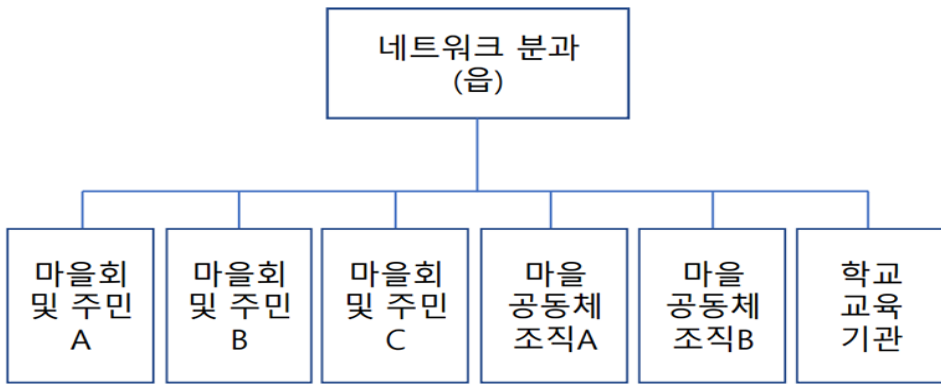 네트워크 분과
(읍)
마을회
및 주민
A
마을회
및 주민
B
마을회
및 주민
C
마을
공동체
조직A
마을
공동체
조직B
학교
교육
기관